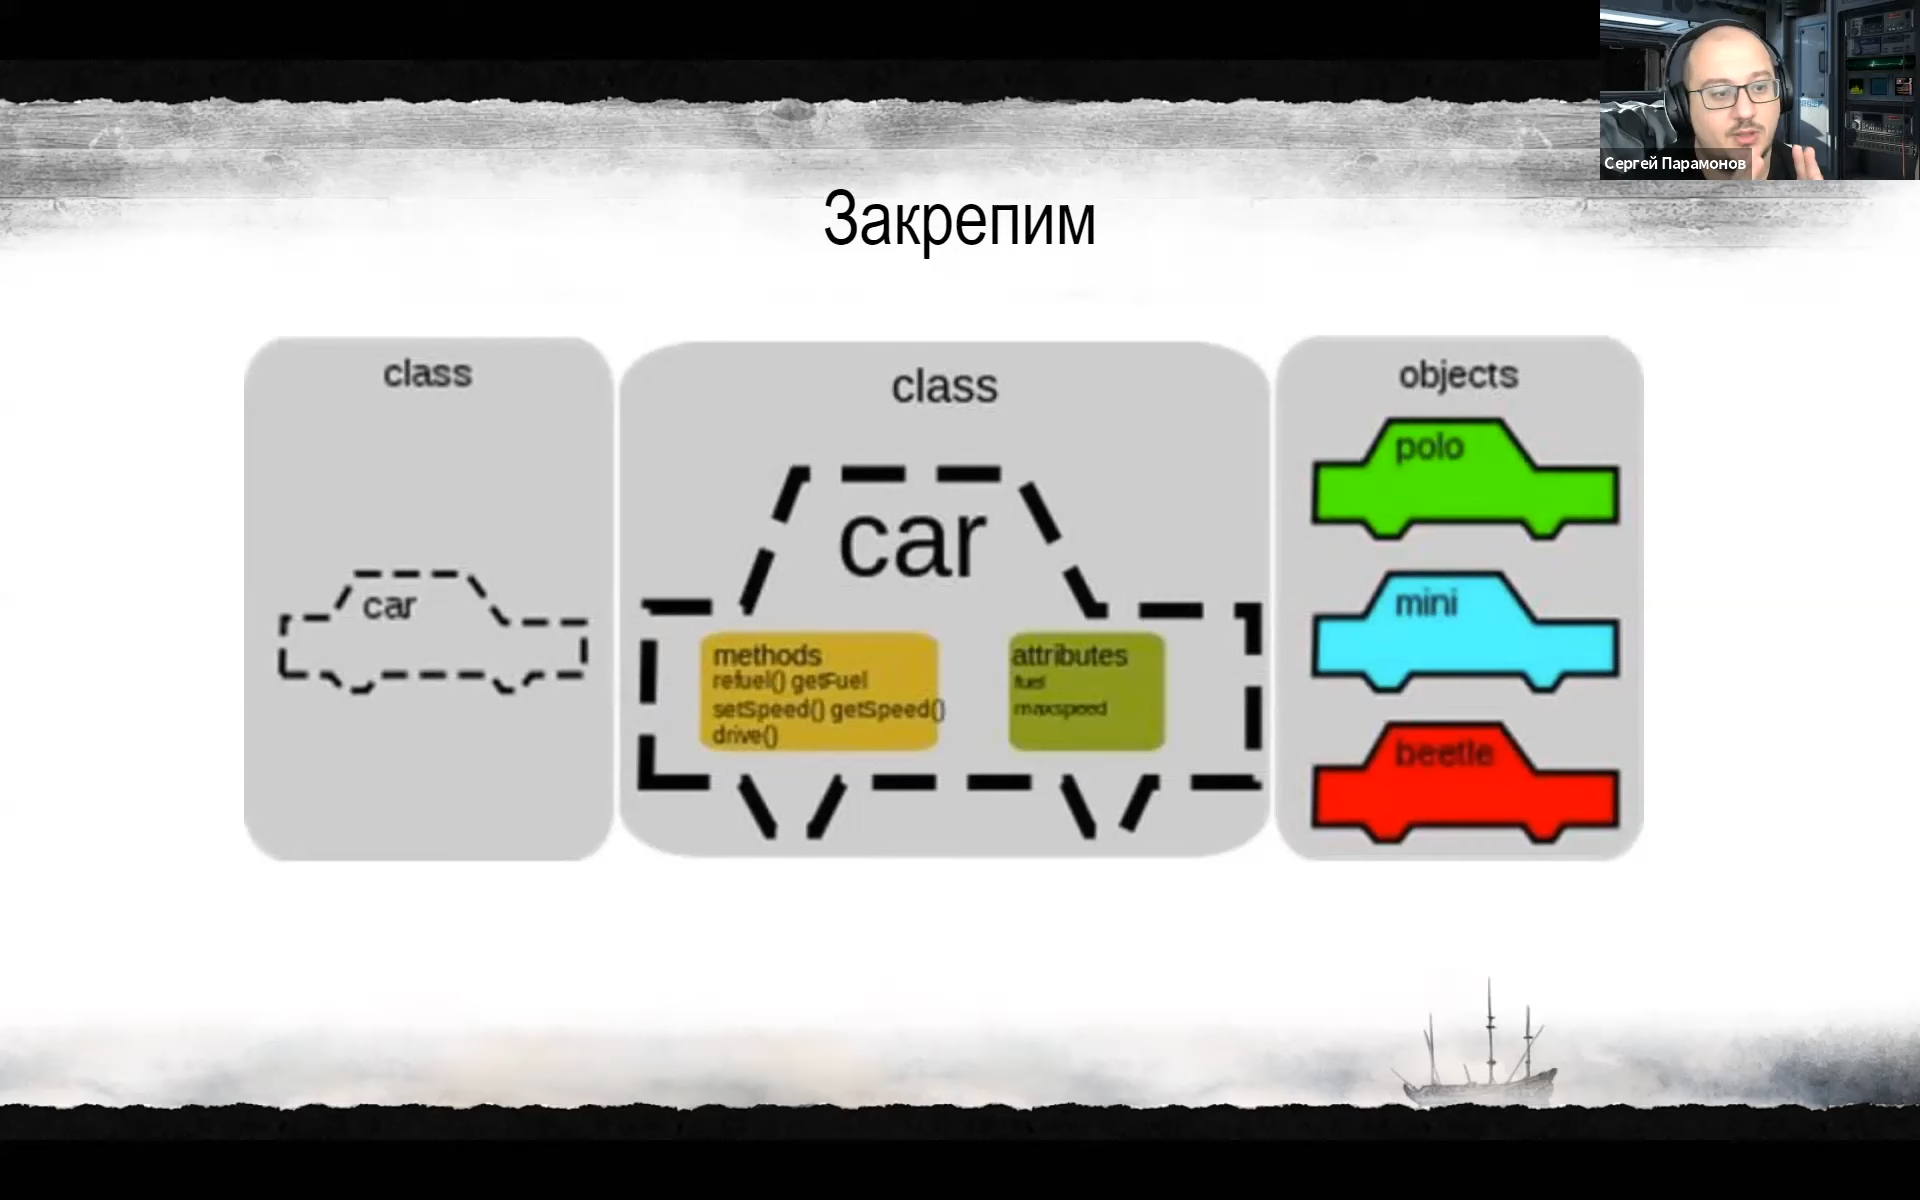 Сергей Парамонов
Закрепим
class
car
class
car
methods
refuel() getFuel
setSpeed() getSpeed()
drive()
attributes
fuel
maxspeed
objects
polo
mini
beetle